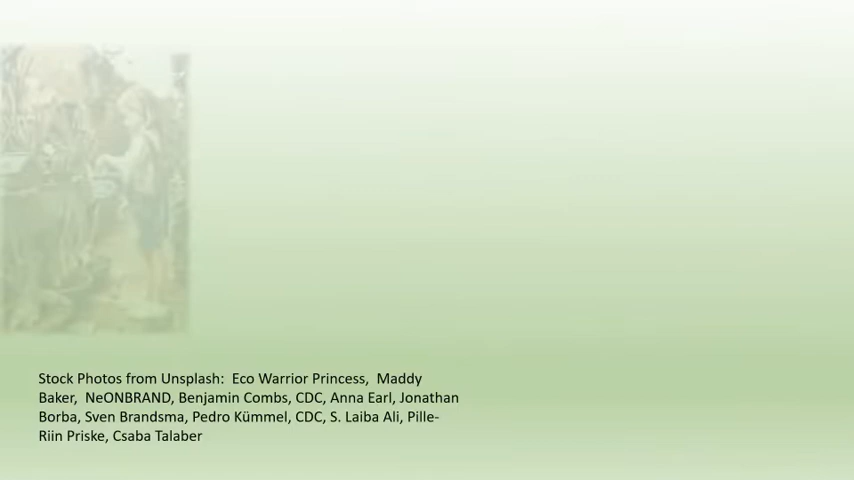 Stock Photos from Unsplash:  Eco Warrior Princess,  Maddy
Baker,  NeONBRAND, Benjamin Combs, CDC, Anna Earl, Jonathan
Borba, Sven Brandsma, Pedro Kümmel, CDC, S. Laiba Ali, Pille-
Riin Priske, Csaba Talaber